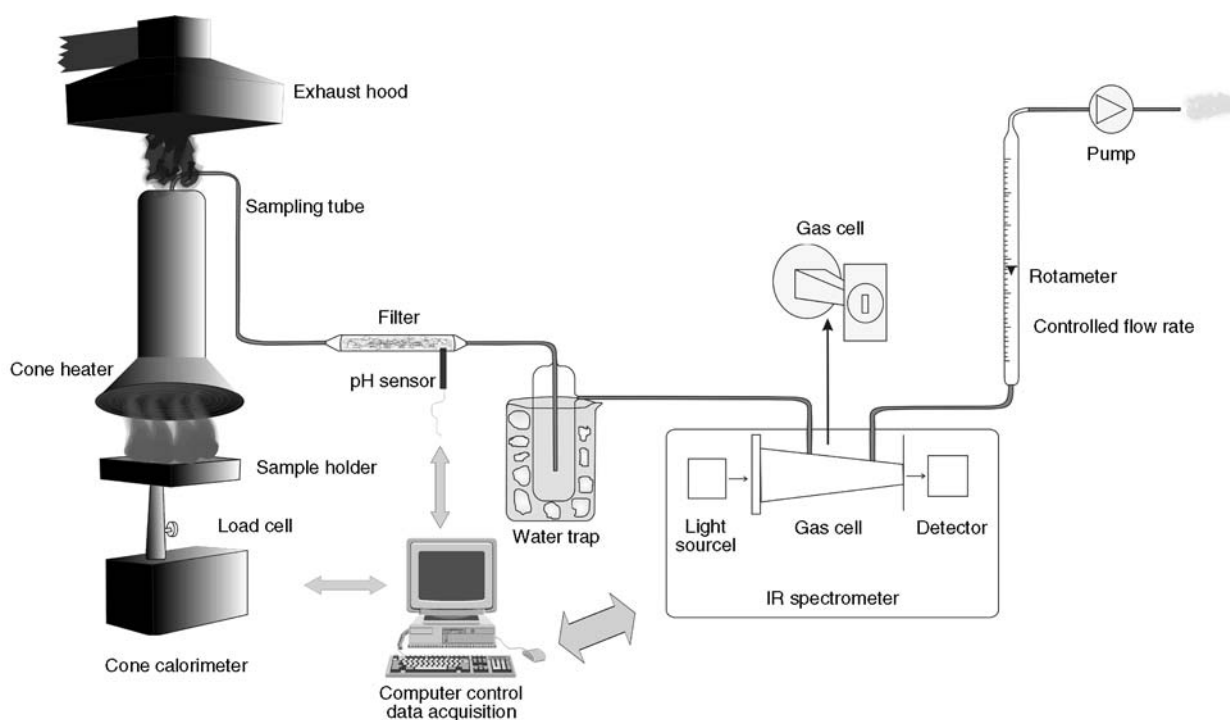 Exhaust hood
Pump
Sampling tube
Gas cell
Rotameter
Filter
Controlled flow rate
Cone heater
pH sensor
Sample holder
Load cell
Water trap
Light
sourcel
Gas cell
Detector
IR spectrometer
Cone calorimeter
Computer control
data acquisition